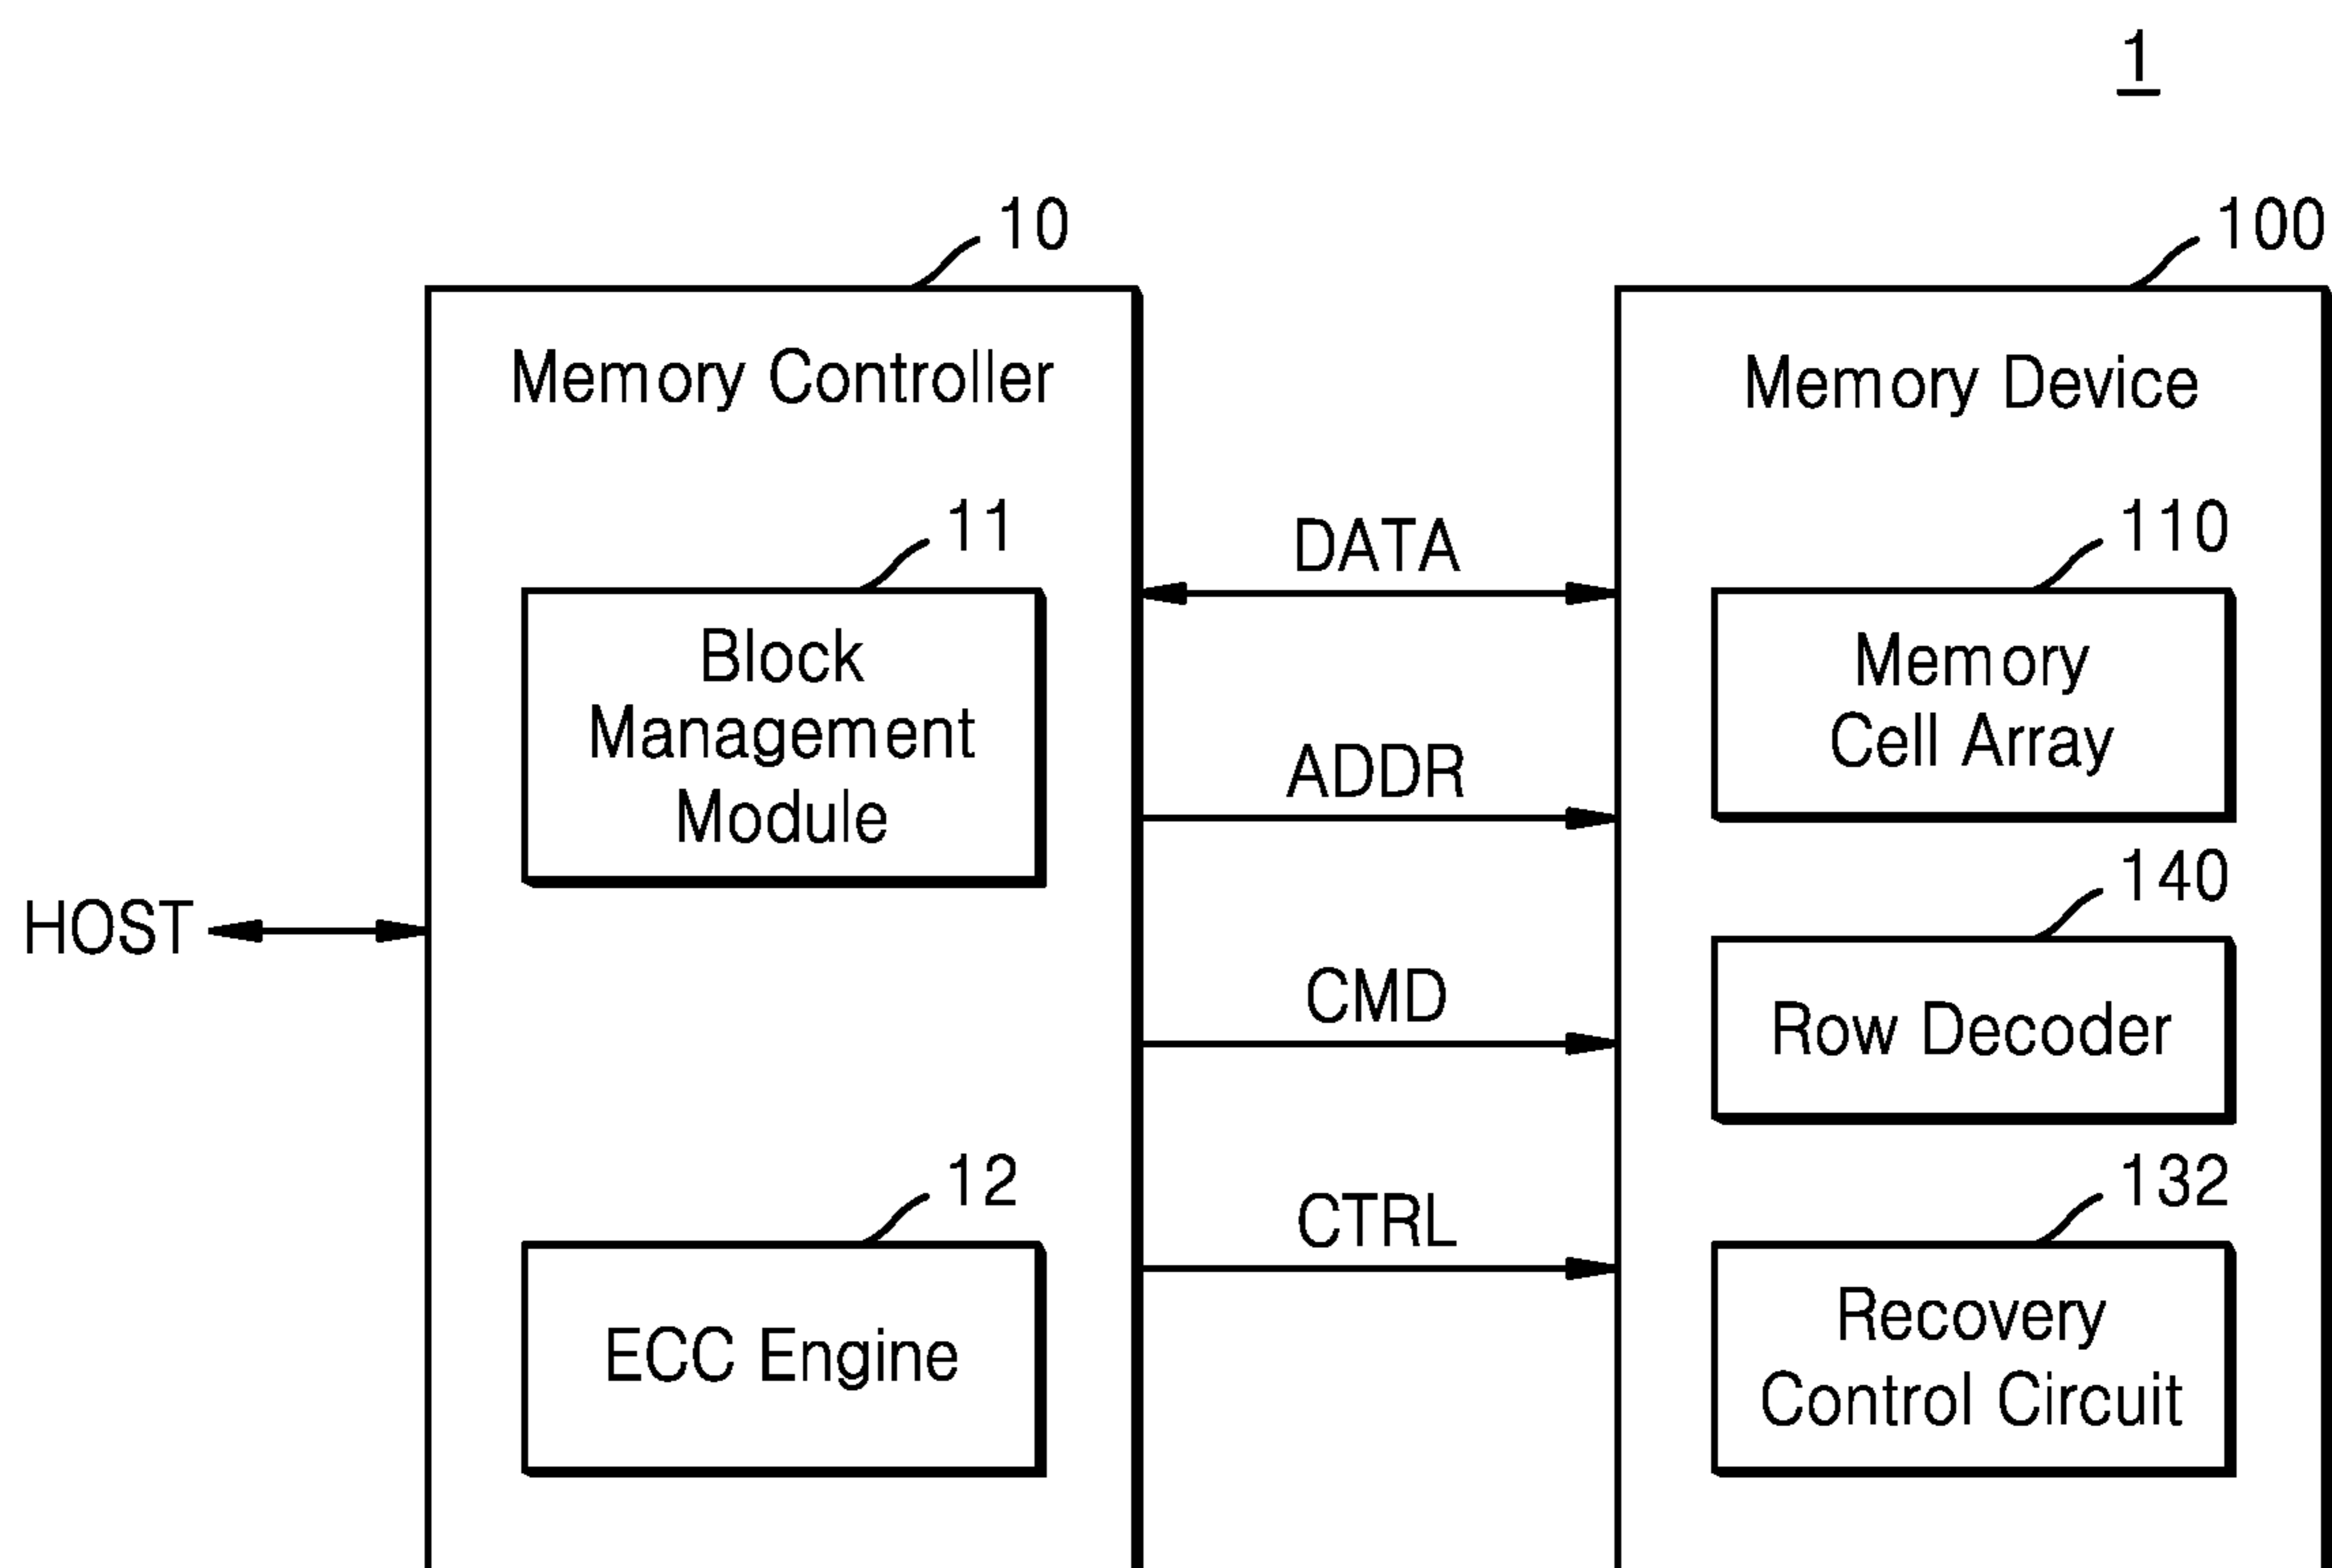 1
10
100
Memory Controller
Memory Device
11
110
Block
Management
Module
DATA
Memory
Cell Array
ADDR
140
HOST
CMD
Row Decoder
12
132
CTRL
ECC Engine
Recovery
Control Circuit